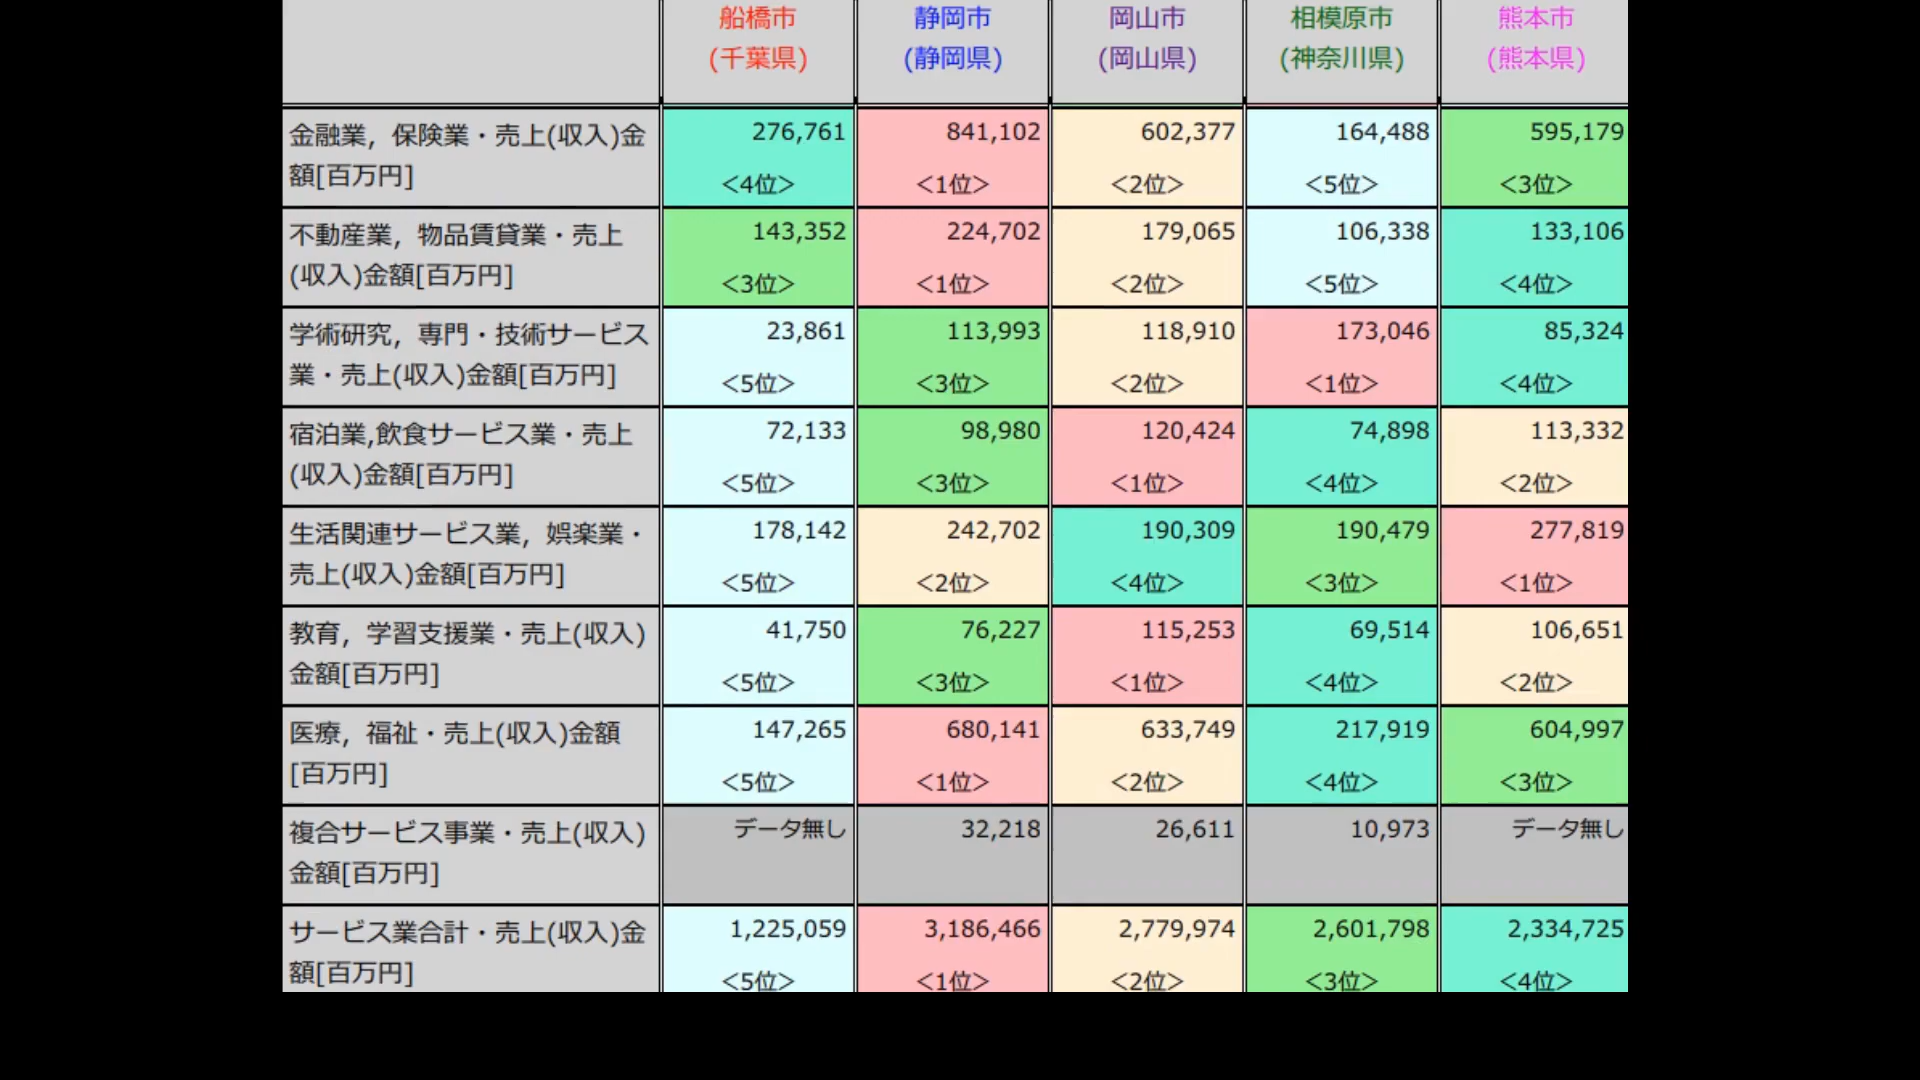 船橋市 静岡市 岡山市 相模原市 熊本市
(千葉県) (静岡県) (岡山県) (神奈川県) (熊本県)
金融業，保険業・売上(収入)金 276,761 841,102 602,377 164,488 595,179
額[百万円] <4位> <1位> <2位> <5位> <3位>
不動産業，物品賃貸業・売上 143,352 224,702 179,065 106,338 133,106
(収入)金額[百万円] <3位> <1位> <2位> <5位> <4位>
学術研究，専門・技術サービス 23,861 113,993 118,910 173,046 85,324
業・売上(収入)金額[百万円] <5位> <3位> <2位> <1位> <4位>
宿泊業,飲食サービス業・売上 72,133 98,980 120,424 74,898 113,332
(収入)金額[百万円] <5位> <3位> <1位> <4位> <2位>
生活関連サービス業，娯楽業・ 178,142 242,702 190,309 190,479 277,819
売上(収入)金額[百万円] <5位> <2位> <4位> <3位> <1位>
教育，学習支援業・売上(収入) 41,750 76,227 115,253 69,514 106,651
金額[百万円] <5位> <3位> <1位> <4位> <2位>
医療，福祉・売上(収入)金額 147,265 680,141 633,749 217,919 604,997
[百万円] <5位> <1位> <2位> <4位> <3位>
複合サービス事業・売上(収入) データ無し 32,218 26,611 10,973 データ無し
金額[百万円]
サービス業合計・売上(収入)金 1,225,059 3,186,466 2,779,974 2,601,798 2,334,725
額[百万円] <5位> <1位> <2位> <3位> <4位>